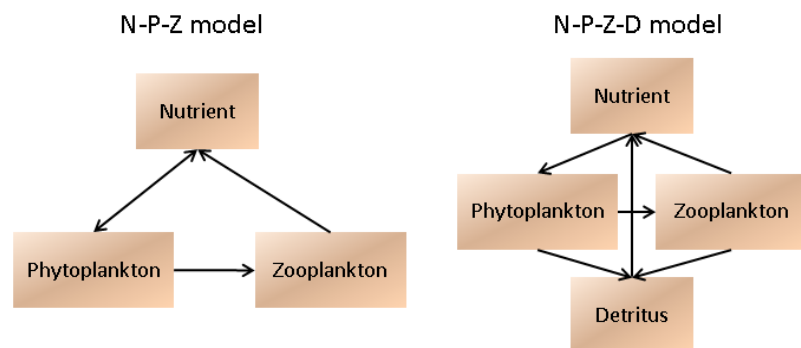 N-P-Z model
Nutrient
Phytoplankton
Zooplankton
N-P-Z-D model
Nutrient
Phytoplankton
Zooplankton
Detritus